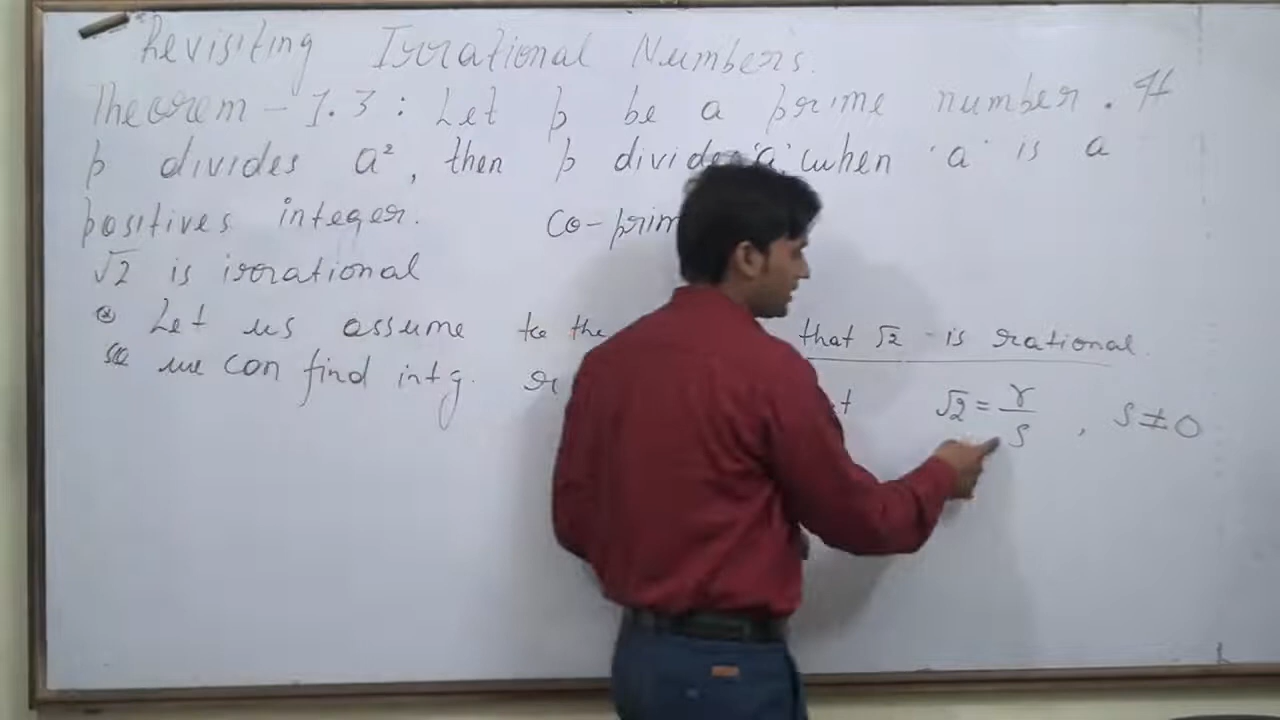 Revisiting Irrational Numbers.
Theorem - 1.3 : Let p be a prime number. If
p divides a², then p divides 'a' when 'a' is a
positives integer. co-prim
√2 is irrational
Let us assume to the that √2 is rational.
we can find intg. r √2 = r/s , s ≠ 0